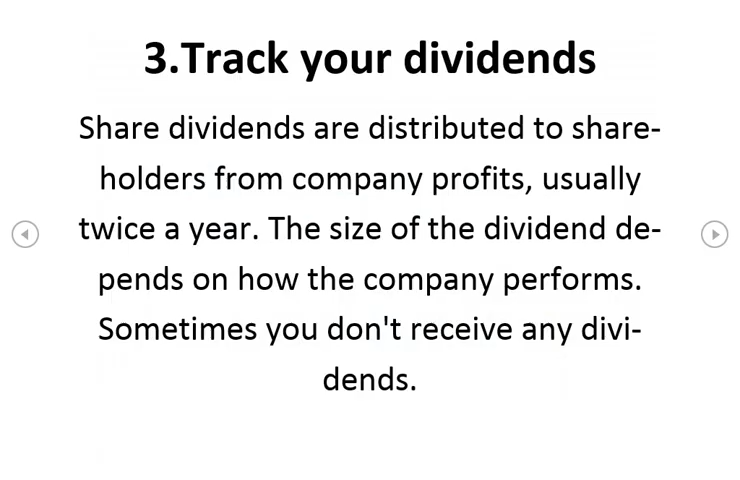 3.Track your dividends
Share dividends are distributed to share-
holders from company profits, usually
twice a year. The size of the dividend de-
pends on how the company performs.
Sometimes you don't receive any divi-
dends.